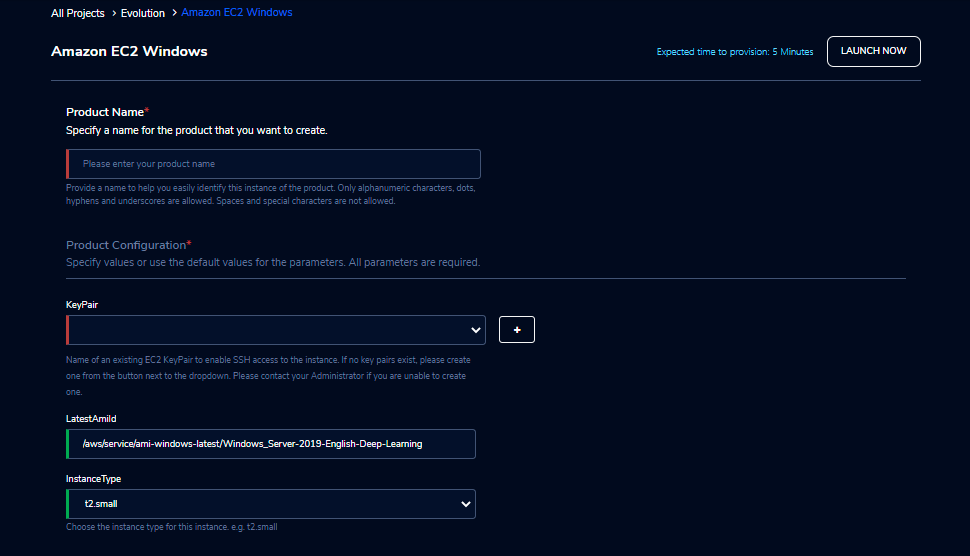 All Projects > Evolution > Amazon EC2 Windows
Amazon EC2 Windows
Expected time to provision: 5 Minutes
LAUNCH NOW
Product Name*
Specify a name for the product that you want to create.
Please enter your product name
Provide a name to help you easily identify this instance of the product. Only alphanumeric characters, dots,
hyphens and underscores are allowed. Spaces and special characters are not allowed.
Product Configuration*
Specify values or use the default values for the parameters. All parameters are required.
KeyPair
+
Name of an existing EC2 KeyPair to enable SSH access to the instance. If no key pairs exist, please create
one from the button next to the dropdown. Please contact your Administrator if you are unable to create
one.
LatestAmiId
/aws/service/ami-windows-latest/Windows_Server-2019-English-Deep-Learning
InstanceType
t2.small
Choose the instance type for this instance. e.g. t2.small